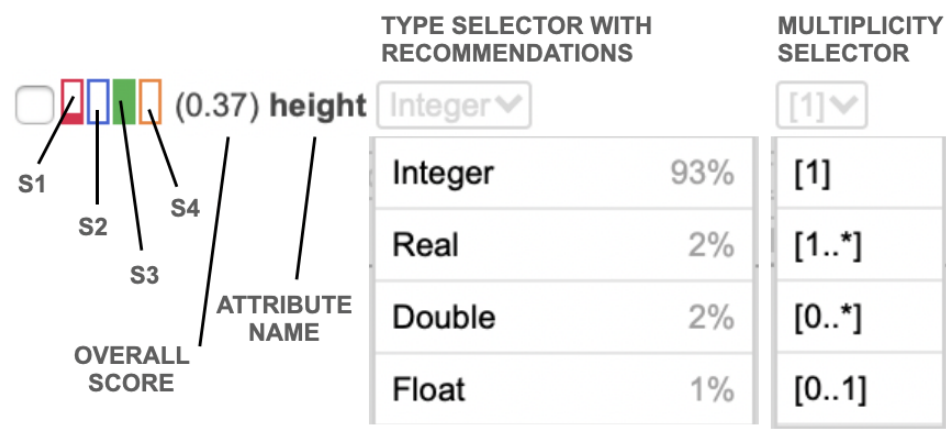 TYPE SELECTOR WITH
RECOMMENDATIONS
MULTIPLICITY
SELECTOR
(0.37) height
Integer
[1]
S1
S2
S3
S4
ATTRIBUTE
NAME
OVERALL
SCORE
Integer 93%
Real 2%
Double 2%
Float 1%
[1]
[1..*]
[0..*]
[0..1]